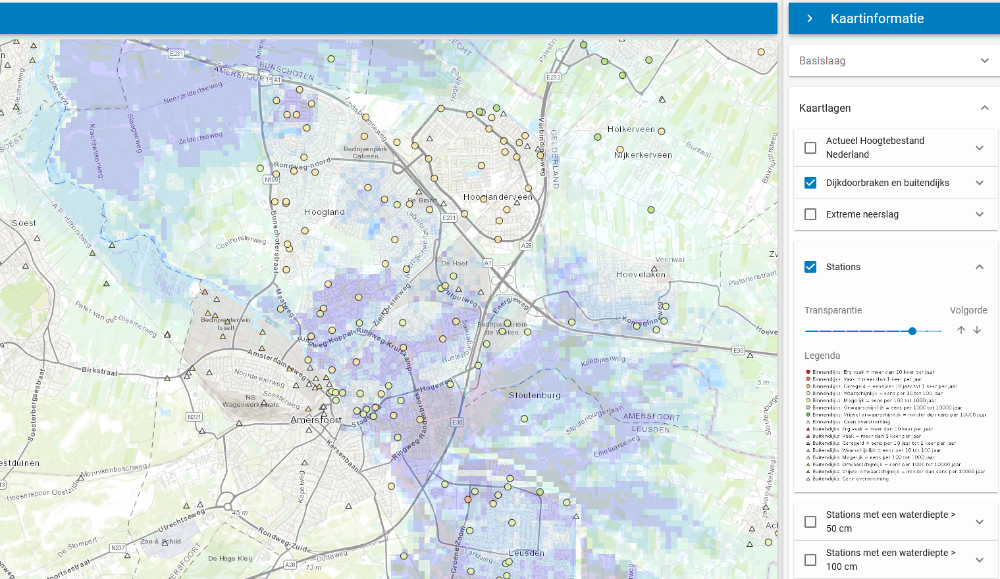 Kaartinformatie
Basislaag
Kaartlagen
Actueel Hoogtebestand
Nederland
Dijkdoorbraken en buitendijks
Extreme neerslag
Stations
Transparantie
Volgorde
Legenda
Binnendijks: Erg vaak = meer dan 10 keer per jaar
Binnendijks: Vaak = meer dan 1 keer per jaar
Binnendijks: Geregeld = eens per 10 jaar tot 1 keer per jaar
Binnendijks: Waarschijnlijk = eens per 10 tot 100 jaar
Binnendijks: Mogelijk = eens per 100 tot 1000 jaar
Binnendijks: Onwaarschijnlijk = eens per 1000 tot 10000 jaar
Binnendijks: Vrijwel onwaarschijnlijk = minder dan eens per 10000 jaar
Binnendijks: Geen overstroming
Buitendijks: Erg vaak = meer dan 10 keer per jaar
Buitendijks: Vaak = meer dan 1 keer per jaar
Buitendijks: Geregeld = eens per 10 jaar tot 1 keer per jaar
Buitendijks: Waarschijnlijk = eens per 10 tot 100 jaar
Buitendijks: Mogelijk = eens per 100 tot 1000 jaar
Buitendijks: Onwaarschijnlijk = eens per 1000 tot 10000 jaar
Buitendijks: Vrijwel onwaarschijnlijk = minder dan eens per 10000 jaar
Buitendijks: Geen overstroming
Stations met een waterdiepte >
50 cm
Stations met een waterdiepte >
100 cm
E231
BUNSCHOTEN
AMERSFOORT
A1
E232
Neerzeldertseweg
Slaagseweg
Krachtwijkerweg
Zeldertseweg
Zuidereind
Lindeboomseweg
Verbindingsweg
GELDERLAND
Holkerveen
Nijkerkerveen
Buntwal
Bedrijvenpark
Calveen
Rondweg-noord
N199
De Brand
Hooglanderveen
Hoogland
E231
Soest
A.P. Hilhorstweg
Coelhorsterweg
Bunschoterstraat
A28
A1
De Hoef
Hoevelaken
Veenwal
Platanenstraat
Maatweg
Peter van de Breemerweg
Eem
Bedrijventerrein
Isselt
Zielhorsterweg
Outputweg
Energieweg
Bedrijventerrein
de Wieken
Koninginneweg
Hoeve
E30
Ringweg-Koppel
Ringweg-Kruiskamp
Rustenburgerweg
Koedijkerweg
5 m
Birkstraat
Amsterdamseweg
Noordewierweg
Soesterweg
NS
Wagenwerkplaats
Hogeweg
Stoutenburg
N221
Amersfoort
E30
Stoutenburgerlaan
AMERSFOORT
LEUSDEN
Emelaarseweg
Soesterbergsestraat
Ringweg-Randenbroek
Kersenbaan
estduinen
Monnikenboschweg
Heeserspoor Oostzijde
Kapelweg
45 m
Utrechtseweg
Rondweg-Zuid
De Stompert
Zon & Schild
N237
AMERSFOORT
De Hoge Kleij
A28
13 m
Dodeweg
Groene Zoom
Landweg
Leusden
Jan van Arkelweg